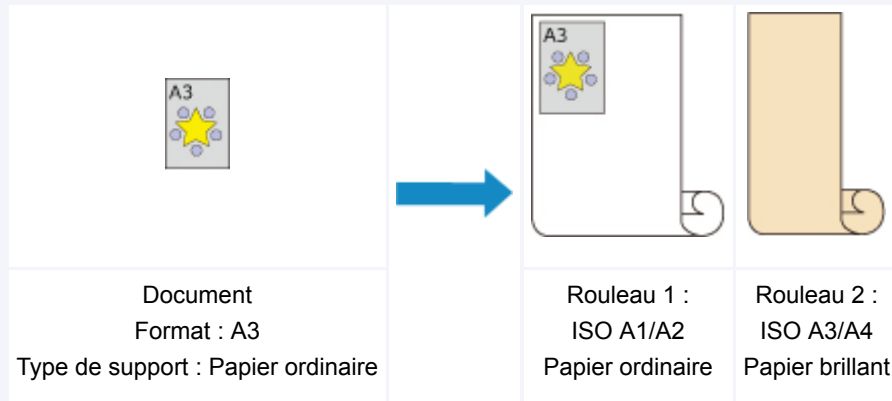 A3
A3
Document
Format : A3
Type de support : Papier ordinaire
Rouleau 1 :
ISO A1/A2
Papier ordinaire
Rouleau 2 :
ISO A3/A4
Papier brillant